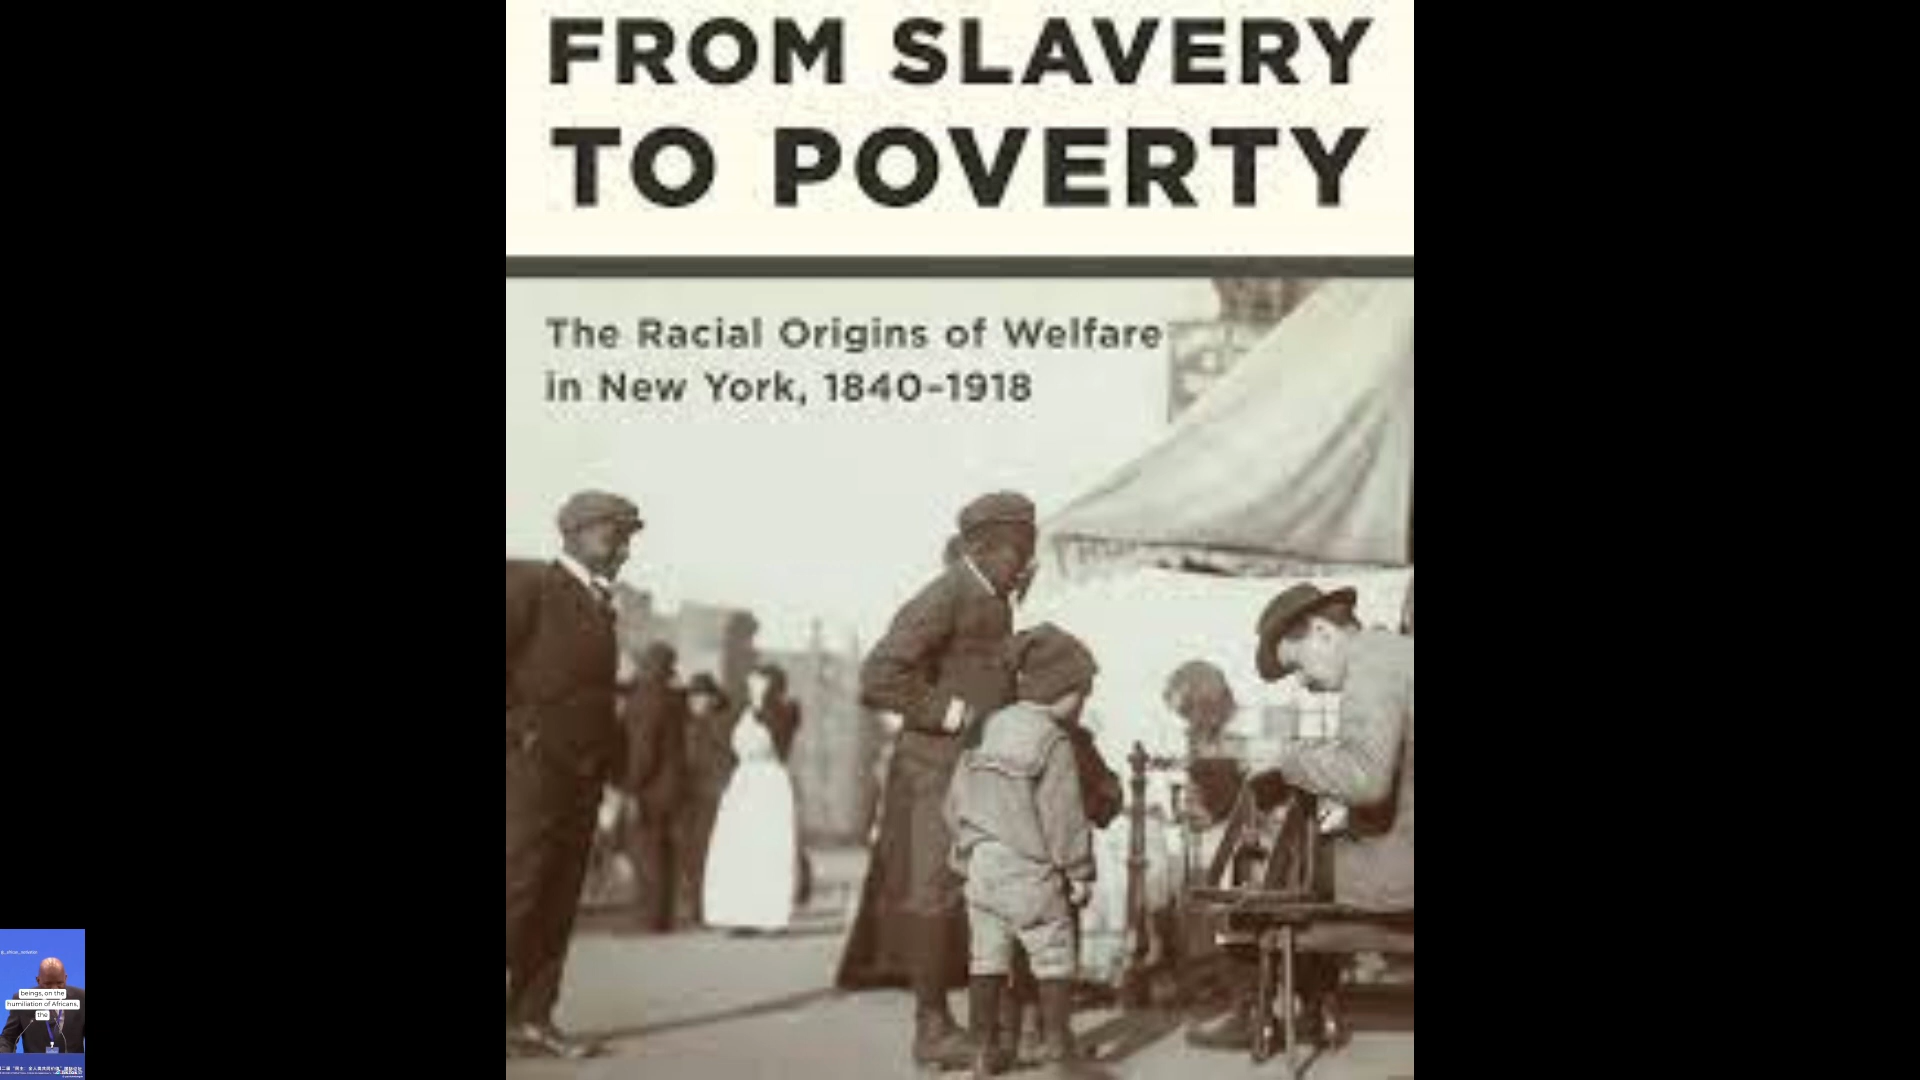 FROM SLAVERY
TO POVERTY
The Racial Origins of Welfare
in New York, 1840–1918
beings, on the
humiliation of Africans,
the